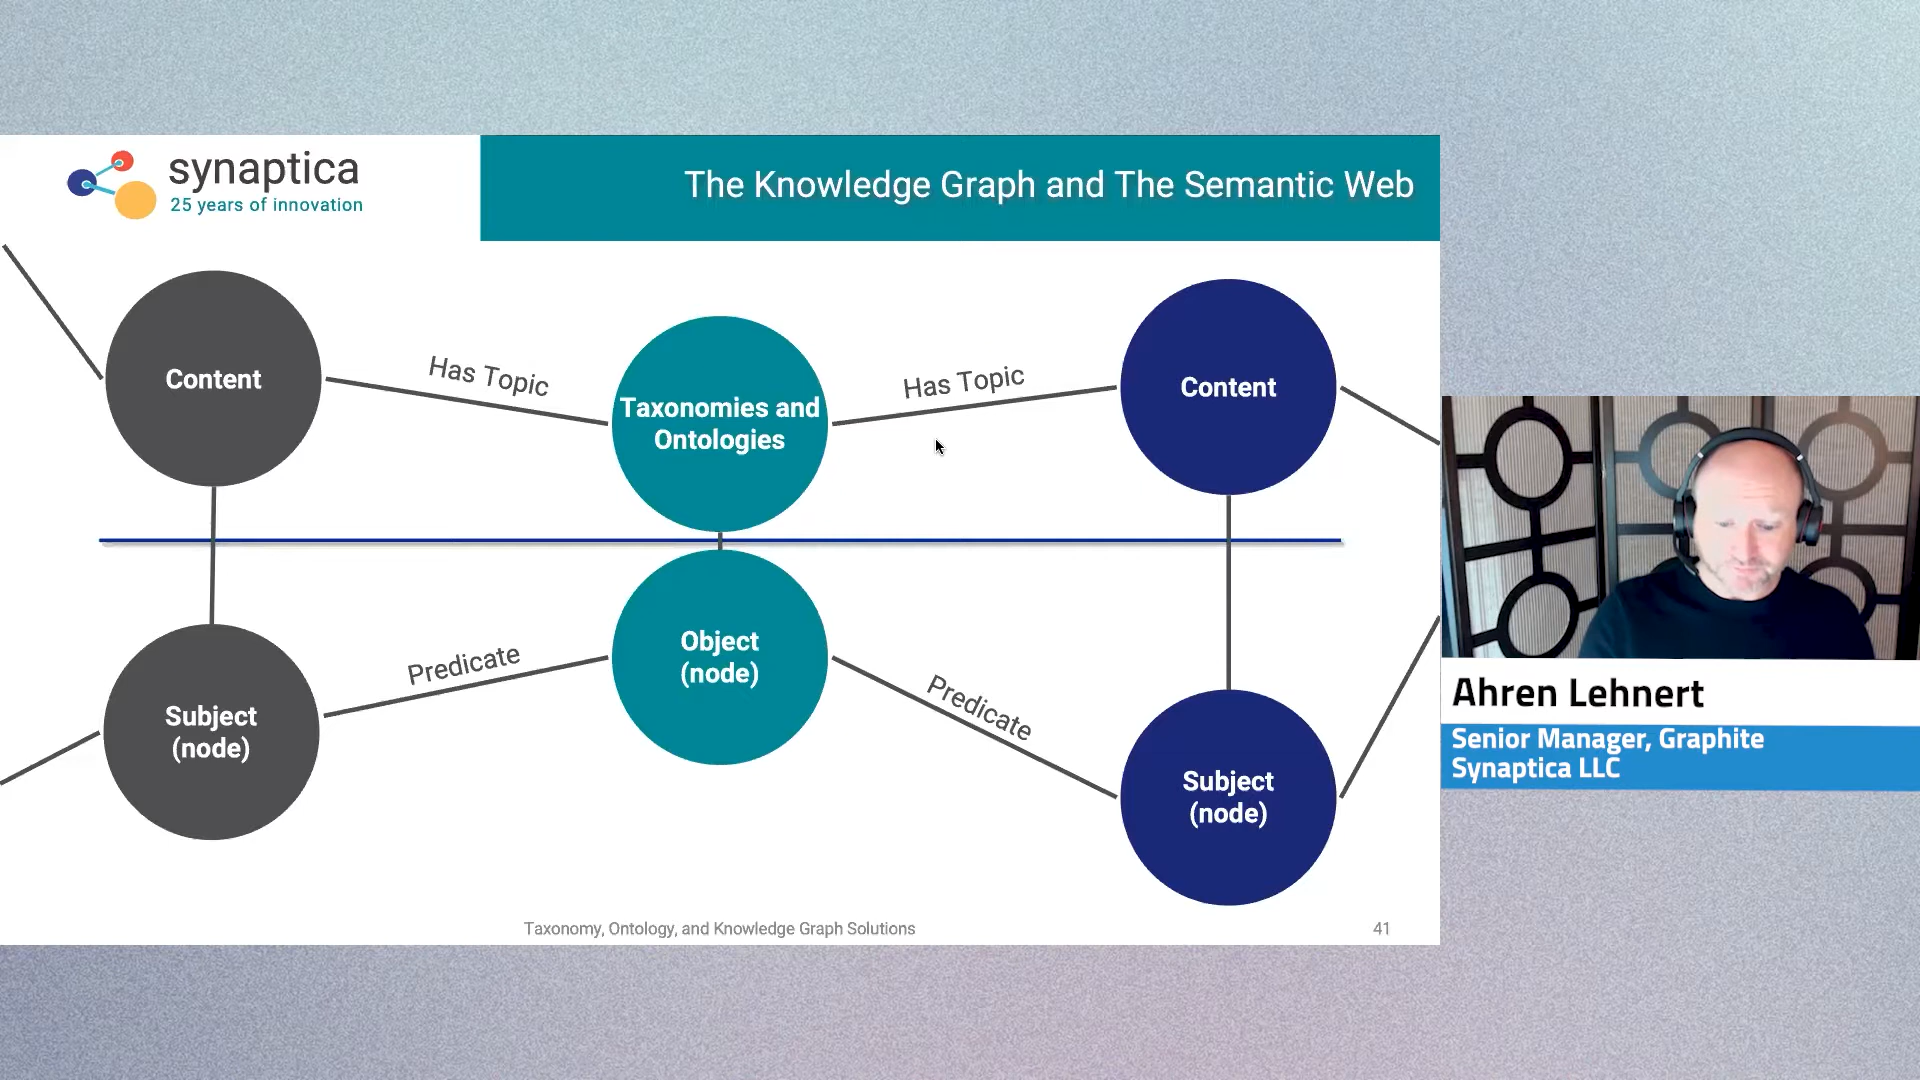 synaptica
25 years of innovation
The Knowledge Graph and The Semantic Web
Content
Has Topic
Taxonomies and
Ontologies
Has Topic
Content
Subject
(node)
Predicate
Object
(node)
Predicate
Subject
(node)
Taxonomy, Ontology, and Knowledge Graph Solutions
41
Ahren Lehnert
Senior Manager, Graphite
Synaptica LLC